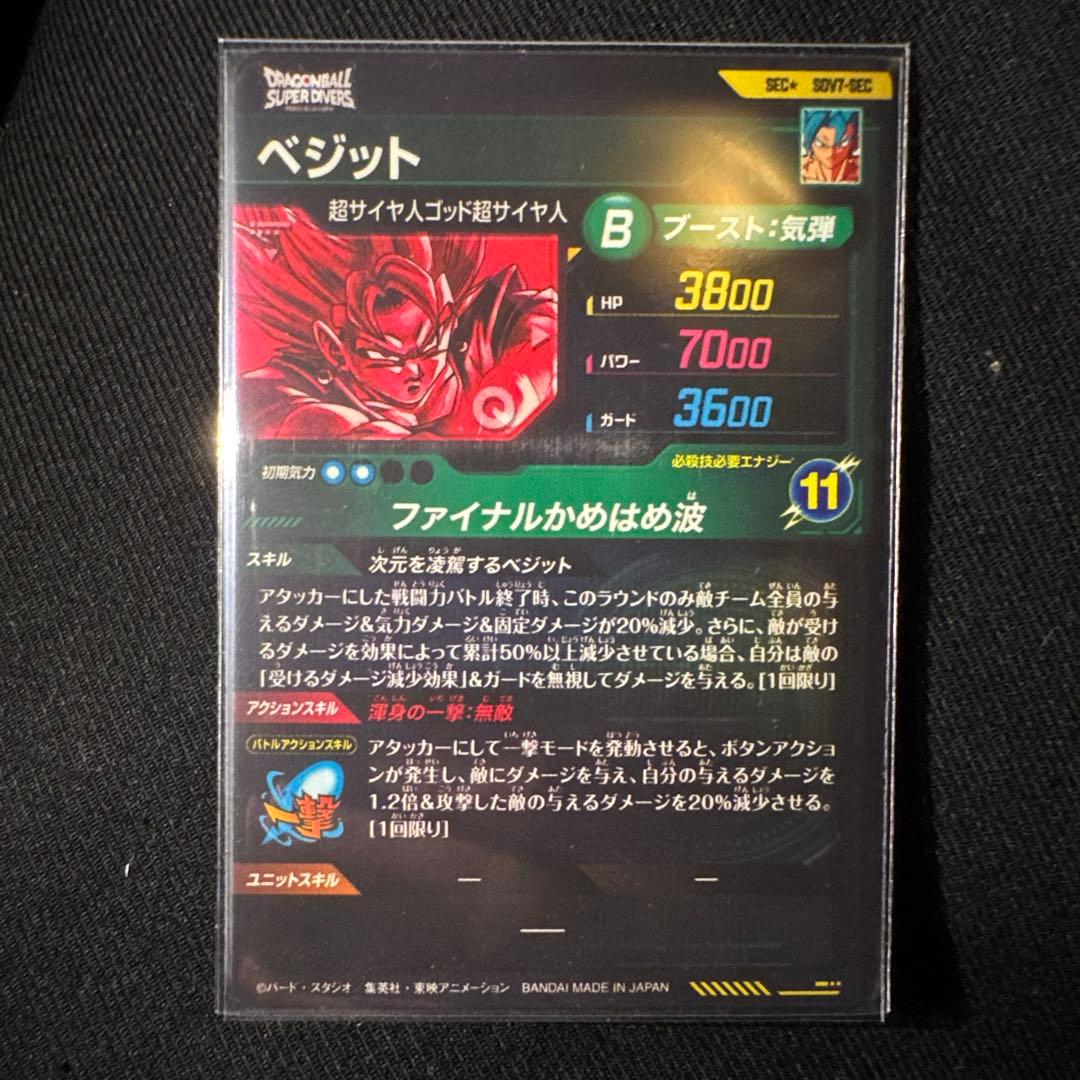 DRAGONBALL
SUPER DIVERS
SEC★ SDV7-SEC
ベジット
超サイヤ人ゴッド超サイヤ人
B ブースト:気弾
HP 3800
パワー 7000
ガード 3600
初期気力
必殺技必要エナジー
11
ファイナルかめはめ波
スキル 次元を凌駕するベジット
アタッカーにした戦闘力バトル終了時、このラウンドのみ敵チーム全員の与
えるダメージ&気力ダメージ&固定ダメージが20%減少。さらに、敵が受け
るダメージを効果によって累計50%以上減少させている場合、自分は敵の
「受けるダメージ減少効果」&ガードを無視してダメージを与える。[1回限り]
アクションスキル 渾身の一撃:無敵
バトルアクションスキル
一撃
アタッカーにして一撃モードを発動させると、ボタンアクショ
ンが発生し、敵にダメージを与え、自分の与えるダメージを
1.2倍&攻撃した敵の与えるダメージを20%減少させる。
[1回限り]
ユニットスキル ― ―
―
©バード・スタジオ 集英社・東映アニメーション BANDAI MADE IN JAPAN